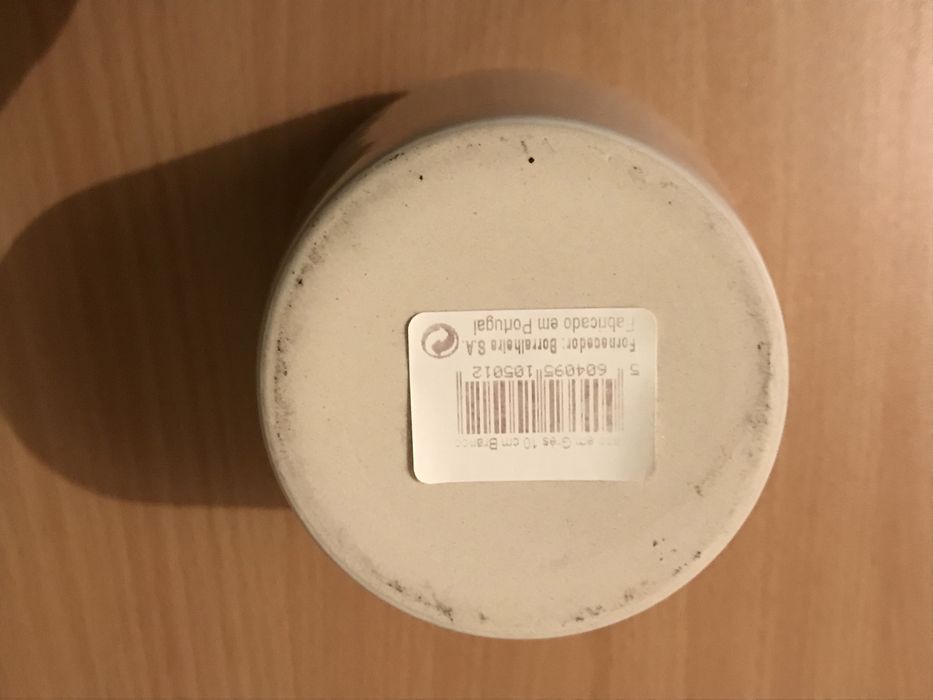 em Grés 10 cm Branco
5 604095 105012
Fornecedor: Borralheira S.A.
Fabricado em Portugal